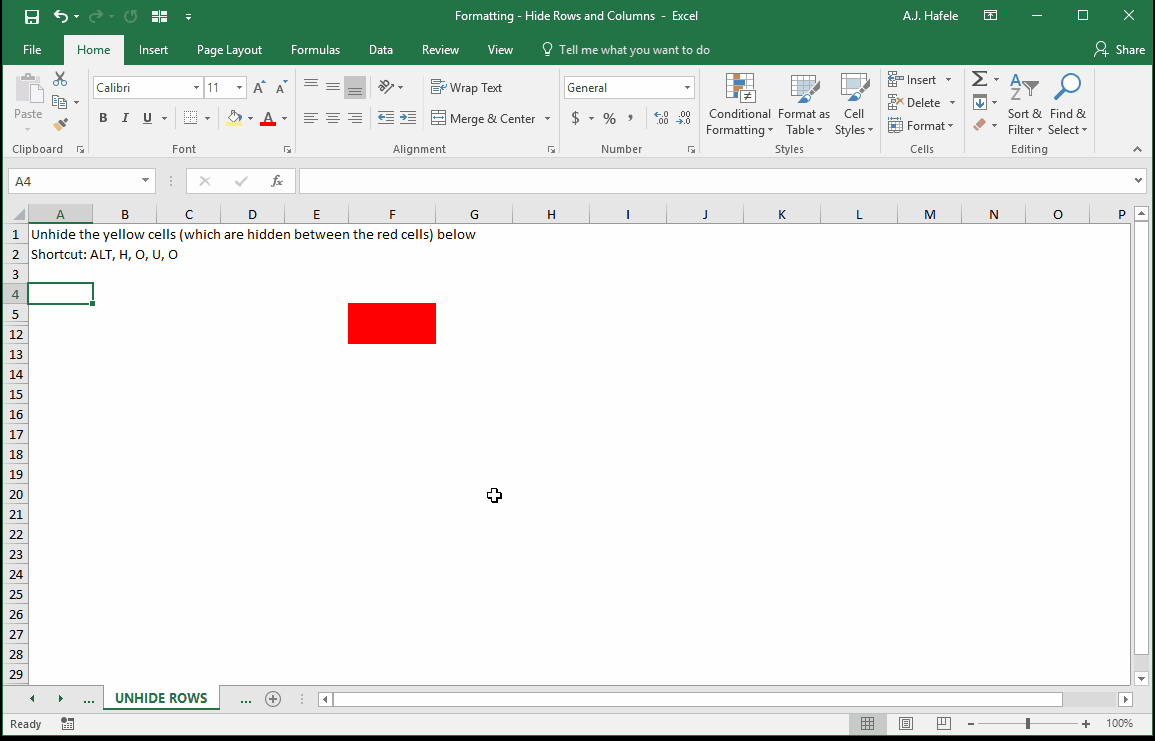 Formatting - Hide Rows and Columns - Excel
A.J. Hafele
File Home Insert Page Layout Formulas Data Review View Tell me what you want to do Share
Paste
Calibri 11
Wrap Text
General
Conditional Formatting
Format as Table
Cell Styles
Insert
Delete
Format
Sort & Filter
Find & Select
B I U
A
Merge & Center
$ % ,
Clipboard Font Alignment Number Styles Cells Editing
A4
fx
A B C D E F G H I J K L M N O P
1 Unhide the yellow cells (which are hidden between the red cells) below
2 Shortcut: ALT, H, O, U, O
3
4
5
12
13
14
15
16
17
18
19
20
21
22
23
24
25
26
27
28
29
... UNHIDE ROWS ...
Ready
100%